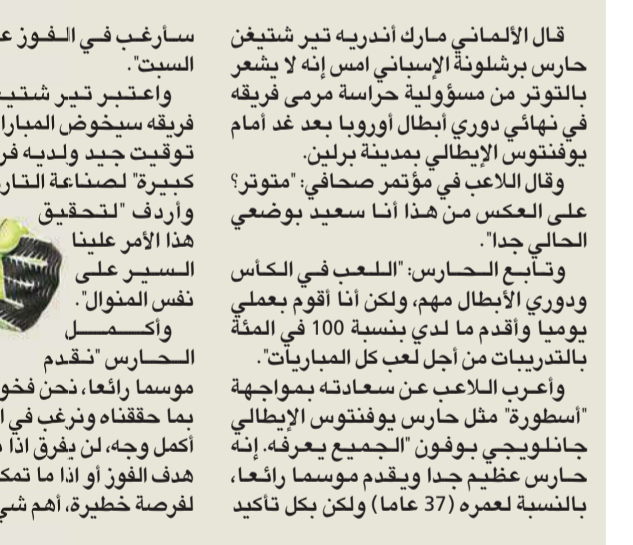 قال الألماني مارك أندريه تير شتيغن
حارس برشلونة الإسباني امس إنه لا يشعر
بالتوتر من مسؤولية حراسة مرمى فريقه
في نهائي دوري أبطال أوروبا بعد غد أمام
يوفنتوس الإيطالي بمدينة برلين.
وقال اللاعب في مؤتمر صحافي: "متوتر؟
على العكس من هذا أنا سعيد بوضعي
الحالي جدا".
وتابع الحارس: "اللعب في الكأس
ودوري الأبطال مهم، ولكن أنا أقوم بعملي
يوميا وأقدم ما لدي بنسبة 100 في المئة
بالتدريبات من أجل لعب كل المباريات".
وأعرب اللاعب عن سعادته بمواجهة
"أسطورة" مثل حارس يوفنتوس الإيطالي
جانلويجي بوفون "الجميع يعرفه. إنه
حارس عظيم جدا ويقدم موسما رائعا،
بالنسبة لعمره (37 عاما) ولكن بكل تأكيد
سأرغب في الفوز
السبت".
واعتبر تير
فريقه سيخوض
توقيت جيد ولديه
كبيرة" لصناعة
وأردف "لتحقيق
هذا الأمر علينا
السير على
نفس المنوال".
وأكمل
الحارس "نقدم
موسما رائعا، نحن
بما حققناه ونرغب في
أكمل وجه، لن يفرق اذا
هدف الفوز أو اذا ما
لفرصة خطيرة، أهم